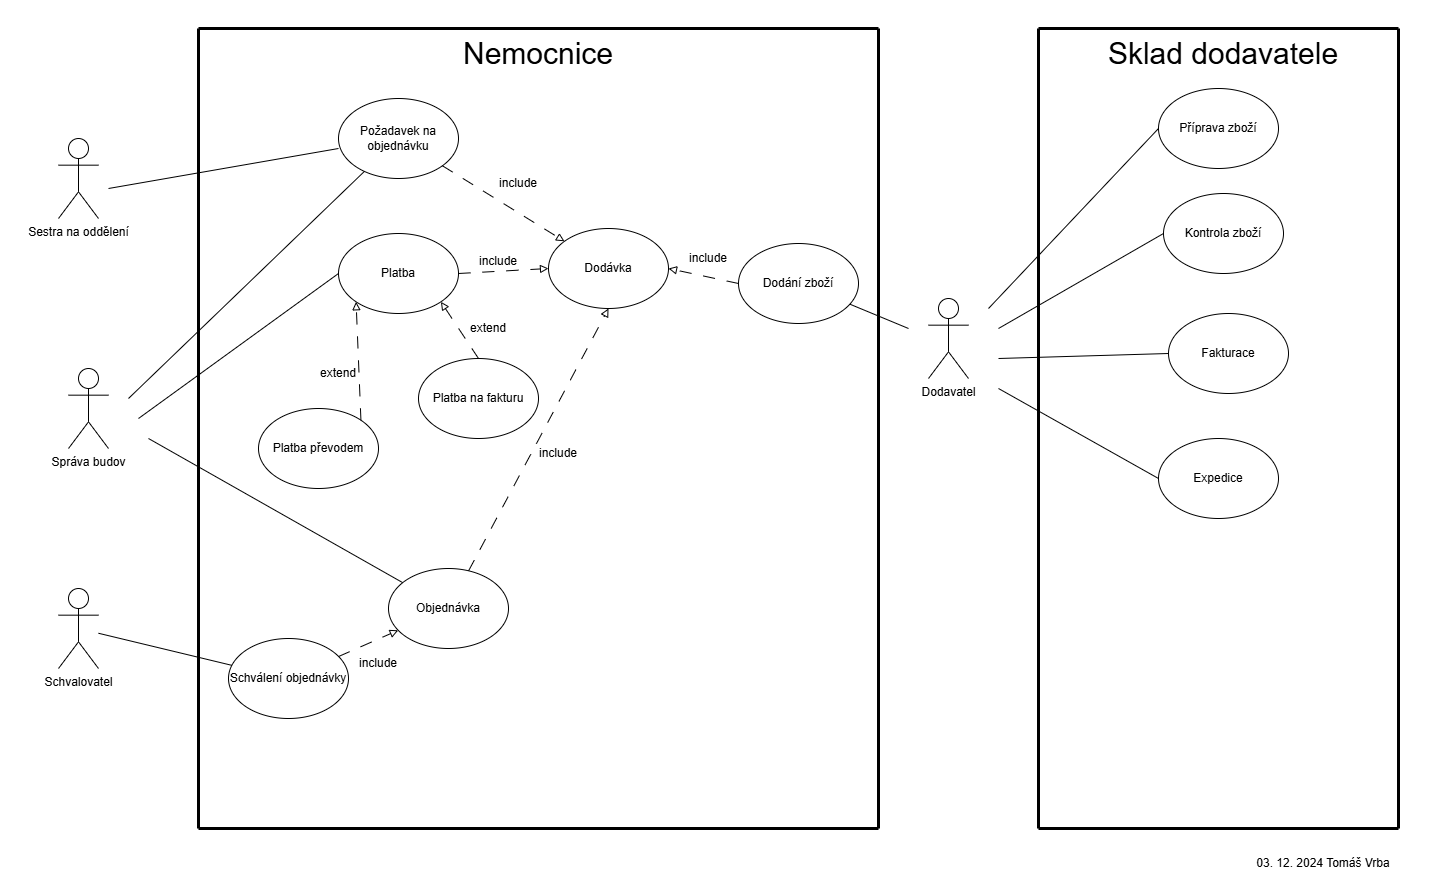 Nemocnice
Sklad dodavatele
Požadavek na
objednávku
Příprava zboží
include
Sestra na oddělení
Kontrola zboží
Platba
include
Dodávka
include
Dodání zboží
extend
Fakturace
extend
Platba na fakturu
Dodavatel
Platba převodem
include
Správa budov
Expedice
Objednávka
include
Schválení objednávky
Schvalovatel
03. 12. 2024 Tomáš Vrba